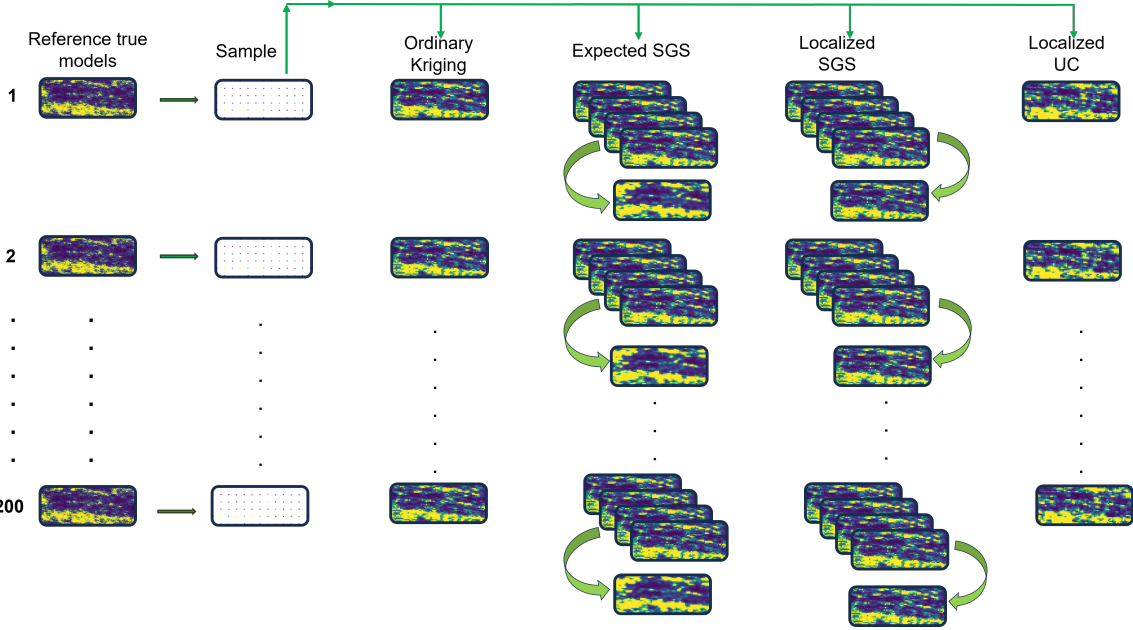 Reference true
models
Sample
Ordinary
Kriging
Expected SGS
Localized
SGS
Localized
UC
1
2
200